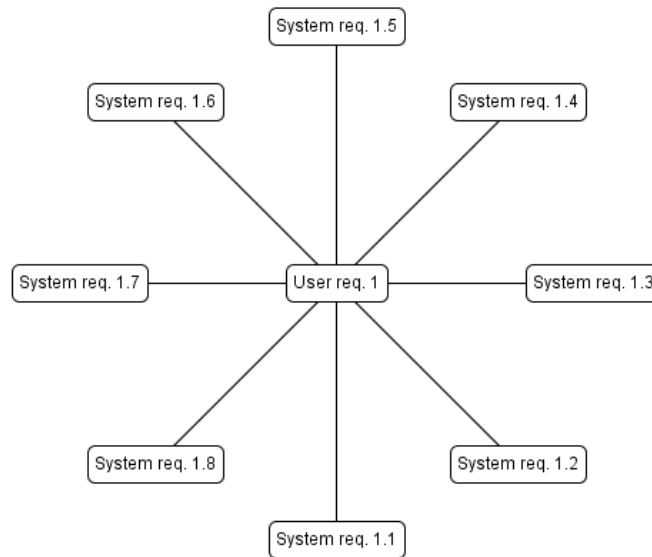 System req. 1.5
System req. 1.6
System req. 1.4
System req. 1.7
User req. 1
System req. 1.3
System req. 1.8
System req. 1.2
System req. 1.1